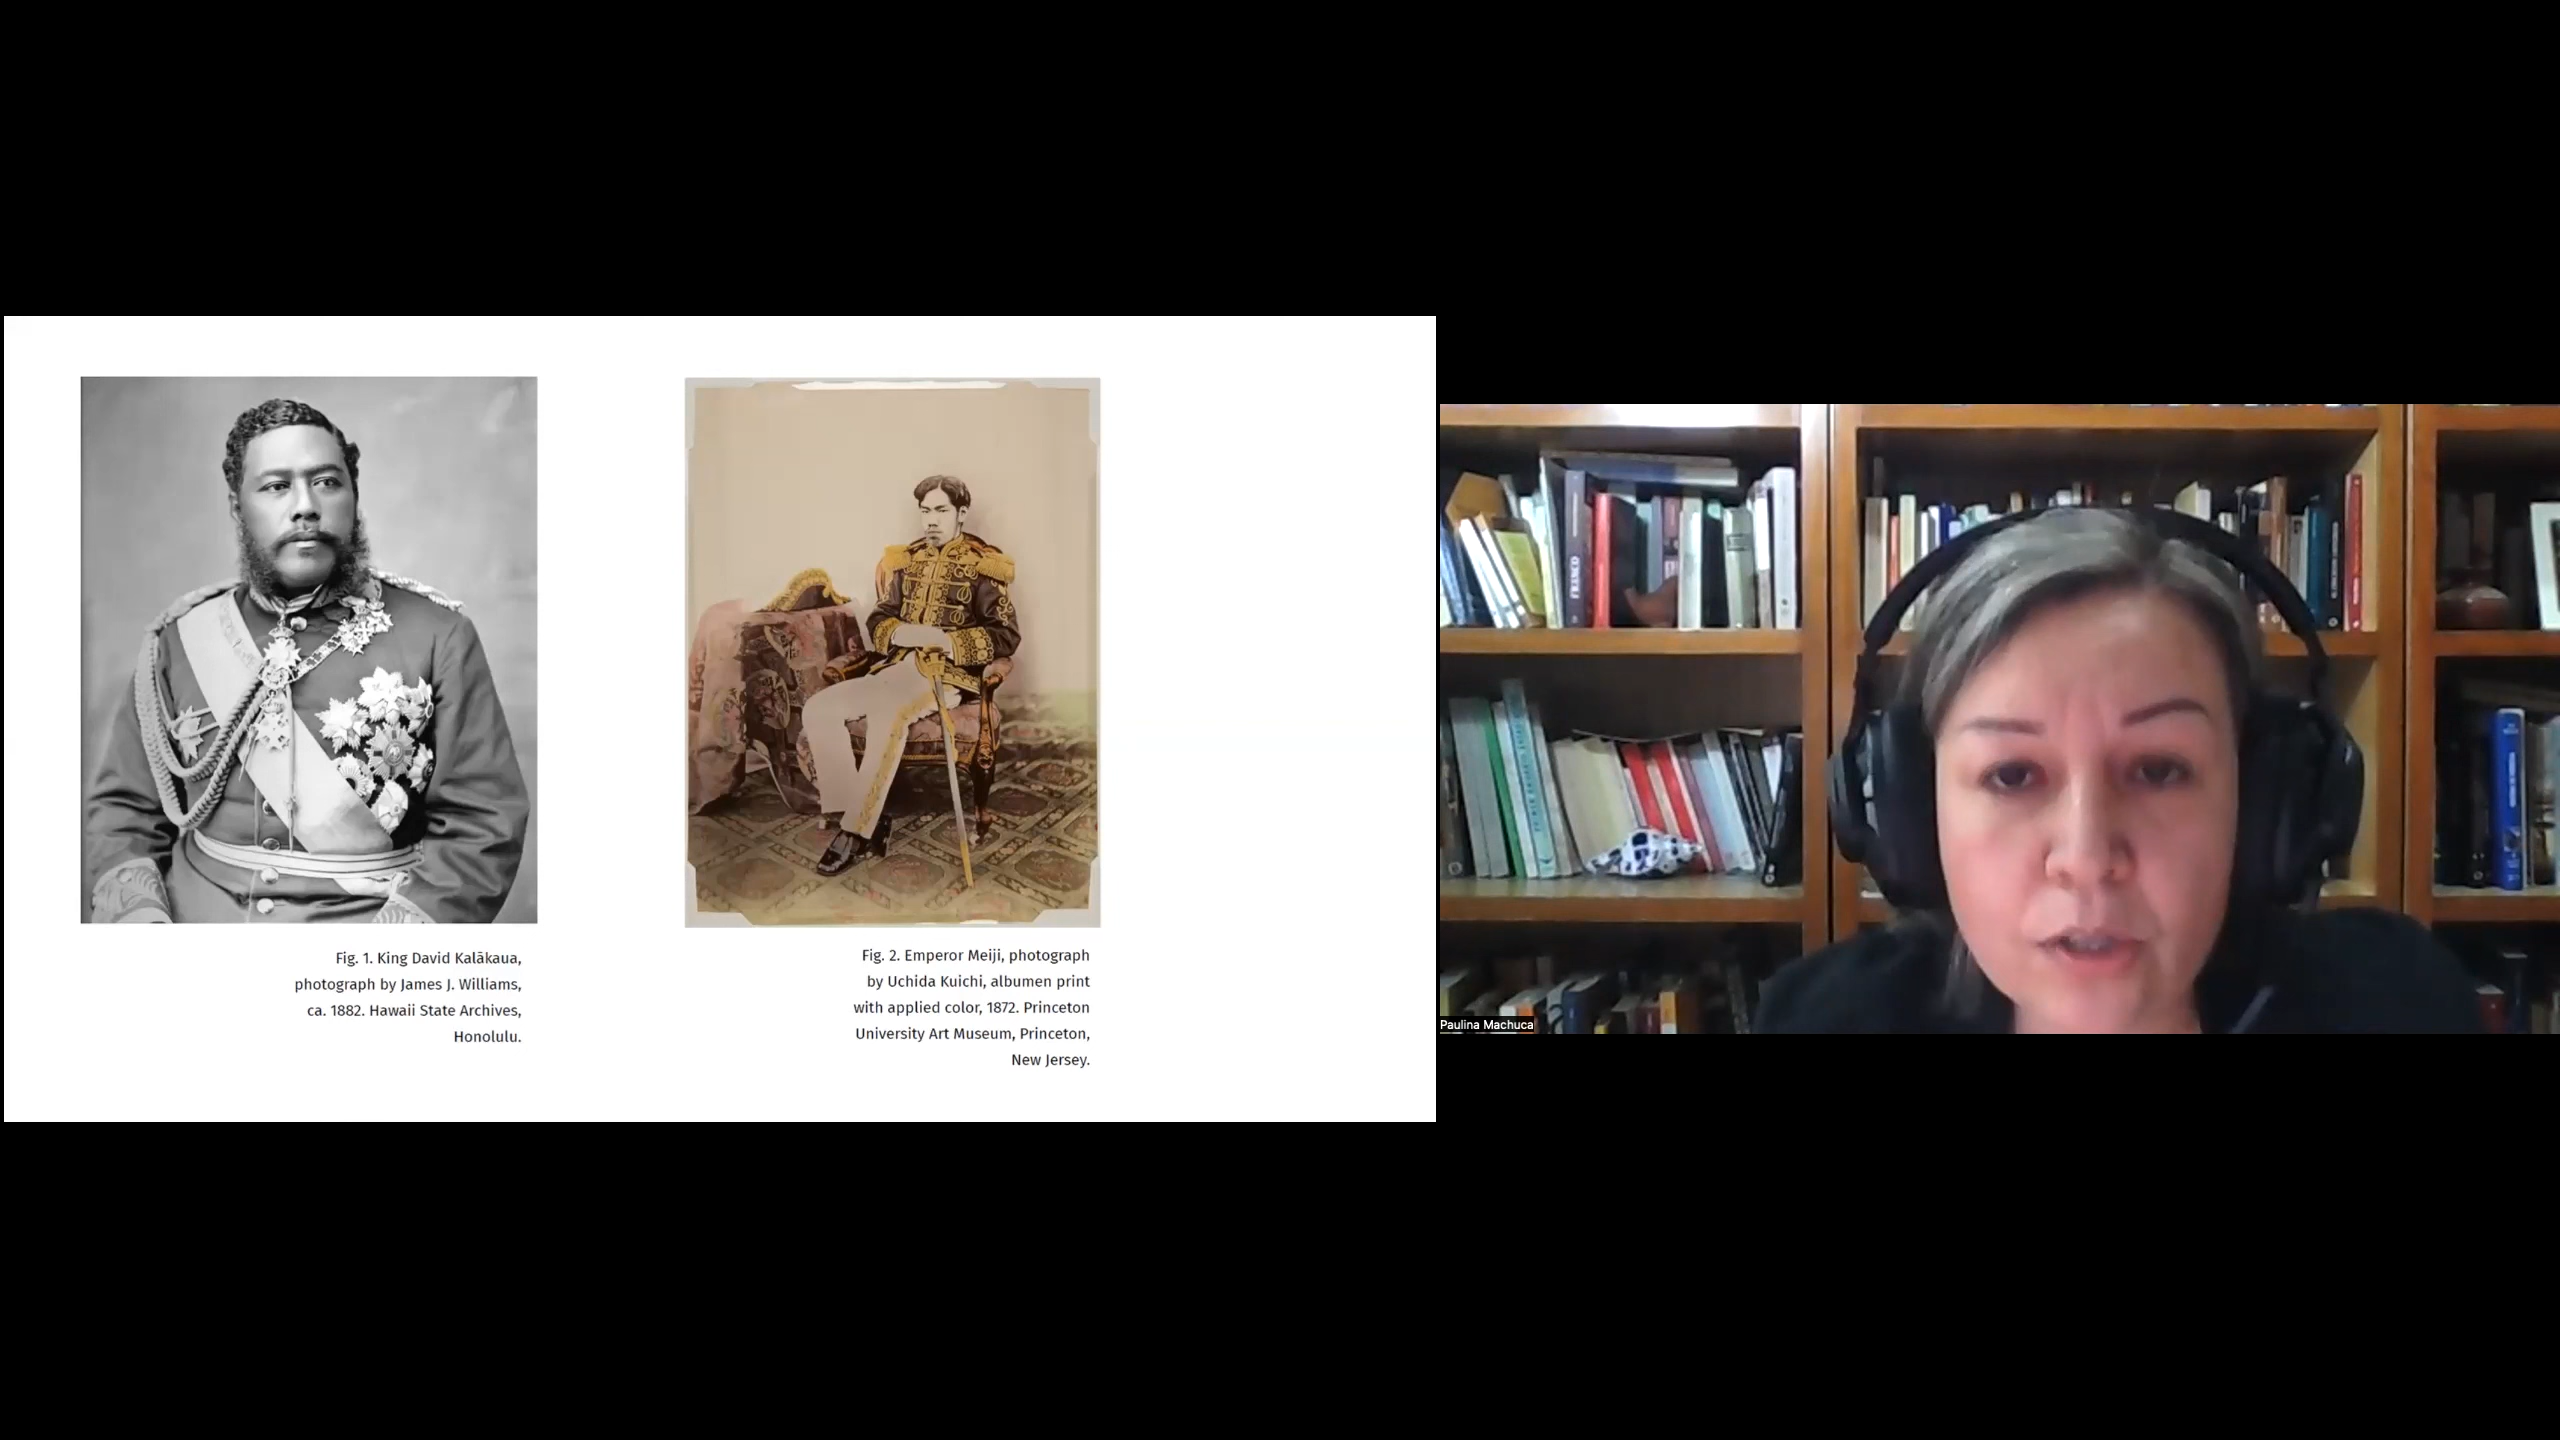 Fig. 1. King David Kalākaua,
photograph by James J. Williams,
ca. 1882. Hawaii State Archives,
Honolulu.
Fig. 2. Emperor Meiji, photograph
by Uchida Kuichi, albumen print
with applied color, 1872. Princeton
University Art Museum, Princeton,
New Jersey.
FRANCO
Paulina Machuca